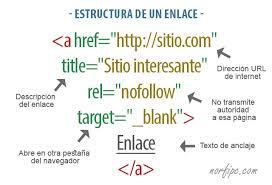 - ESTRUCTURA DE UN ENLACE -
<a href="http://sitio.com"
title="Sitio interesante"
Dirección URL
de internet
Descripción
del enlace
rel="nofollow"
No transmite
autoridad
a esa página
target="_blank">
Abre en otra pestaña
del navegador
Enlace
Texto de anclaje
</a>
norfipc.com